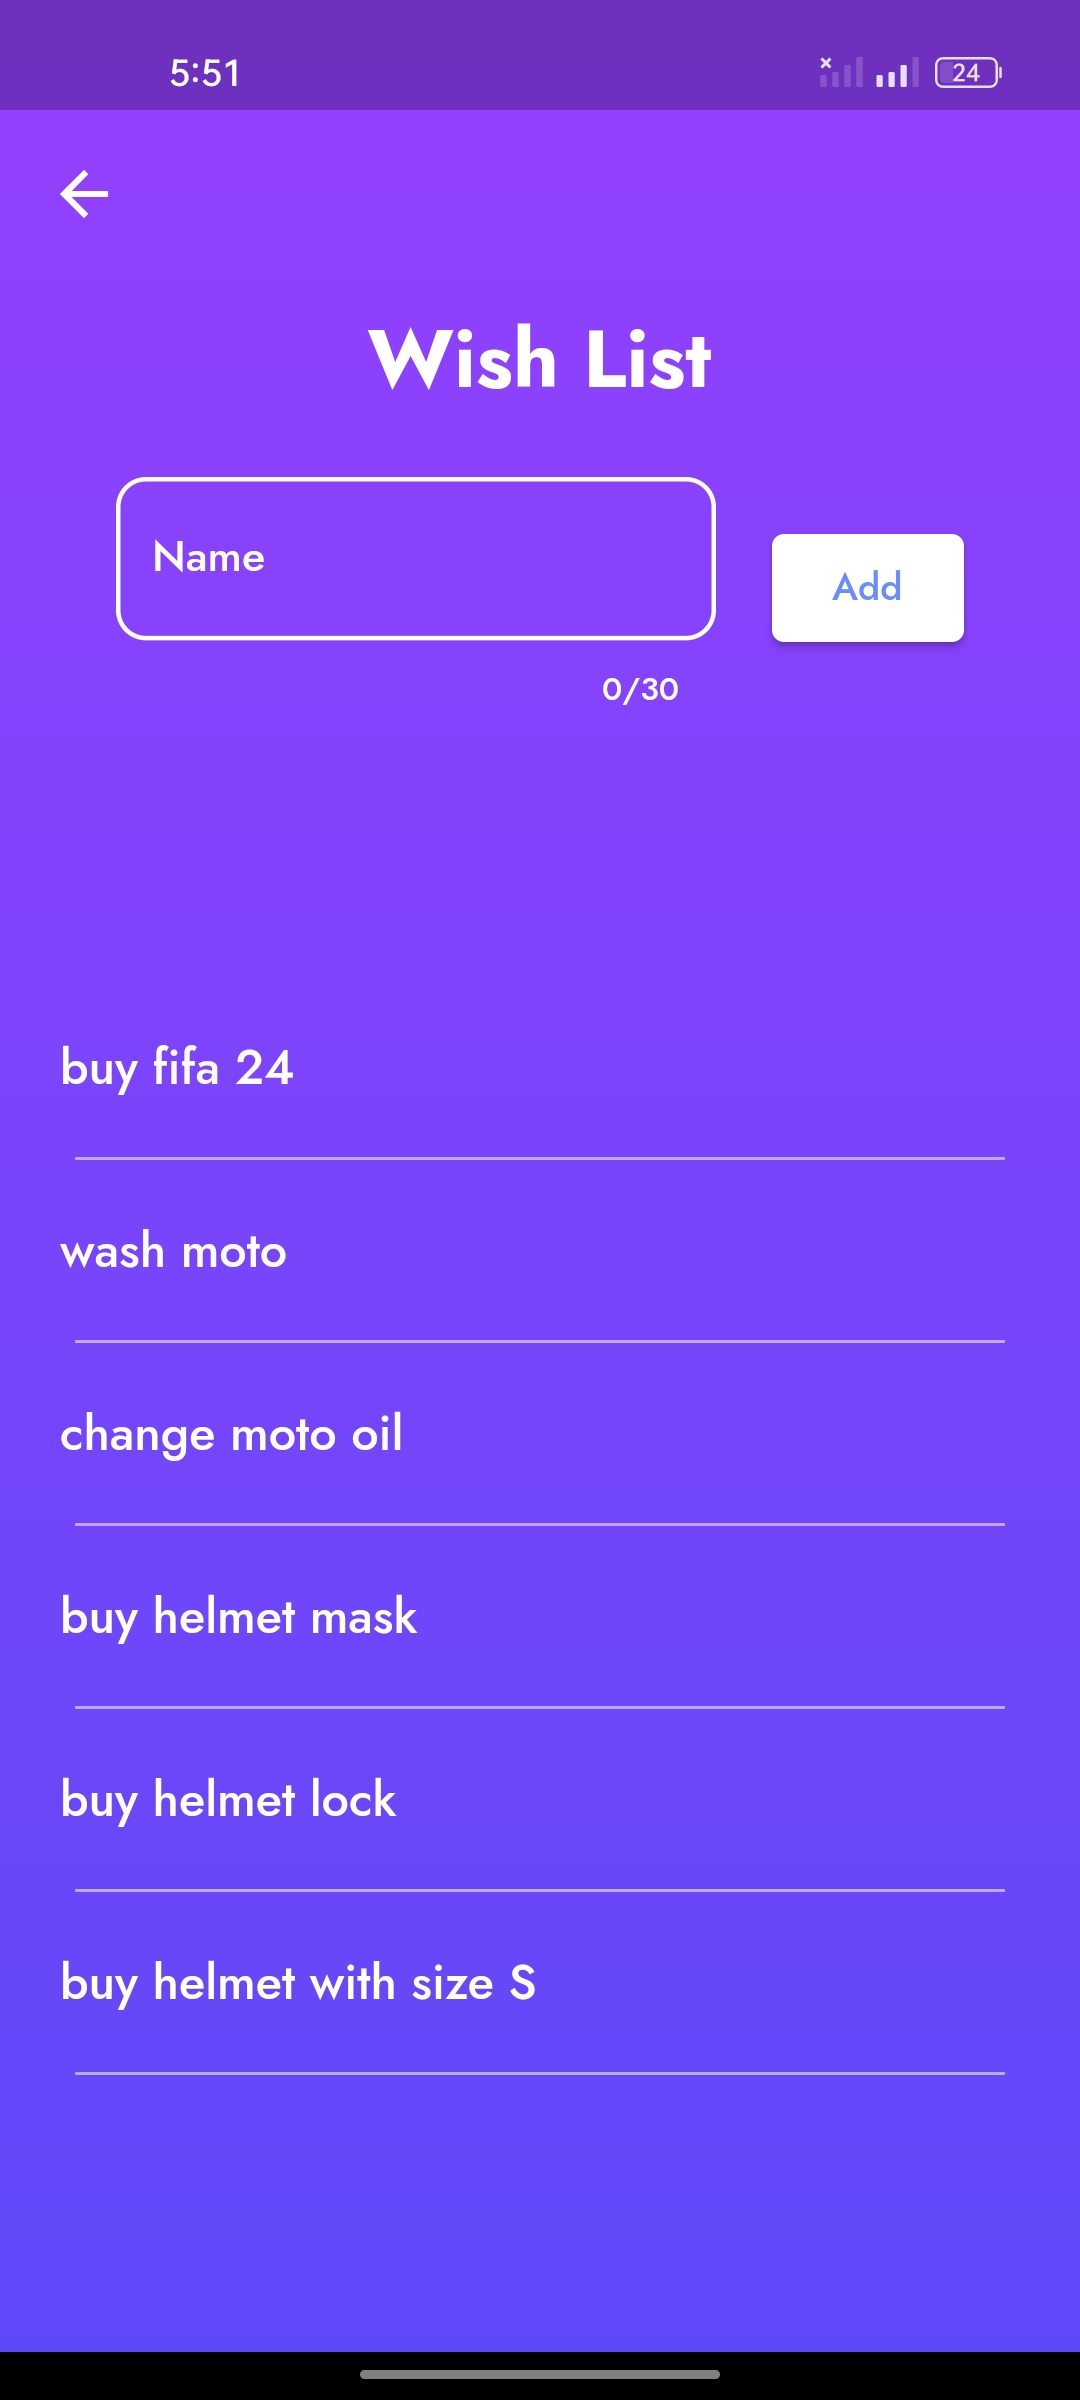 5:51
24
Wish List
Name
Add
0/30
buy fifa 24
wash moto
change moto oil
buy helmet mask
buy helmet lock
buy helmet with size S